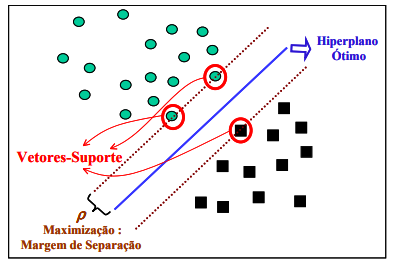 Hiperplano
Ótimo
Vetores-Suporte
ρ
Maximização :
Margem de Separação